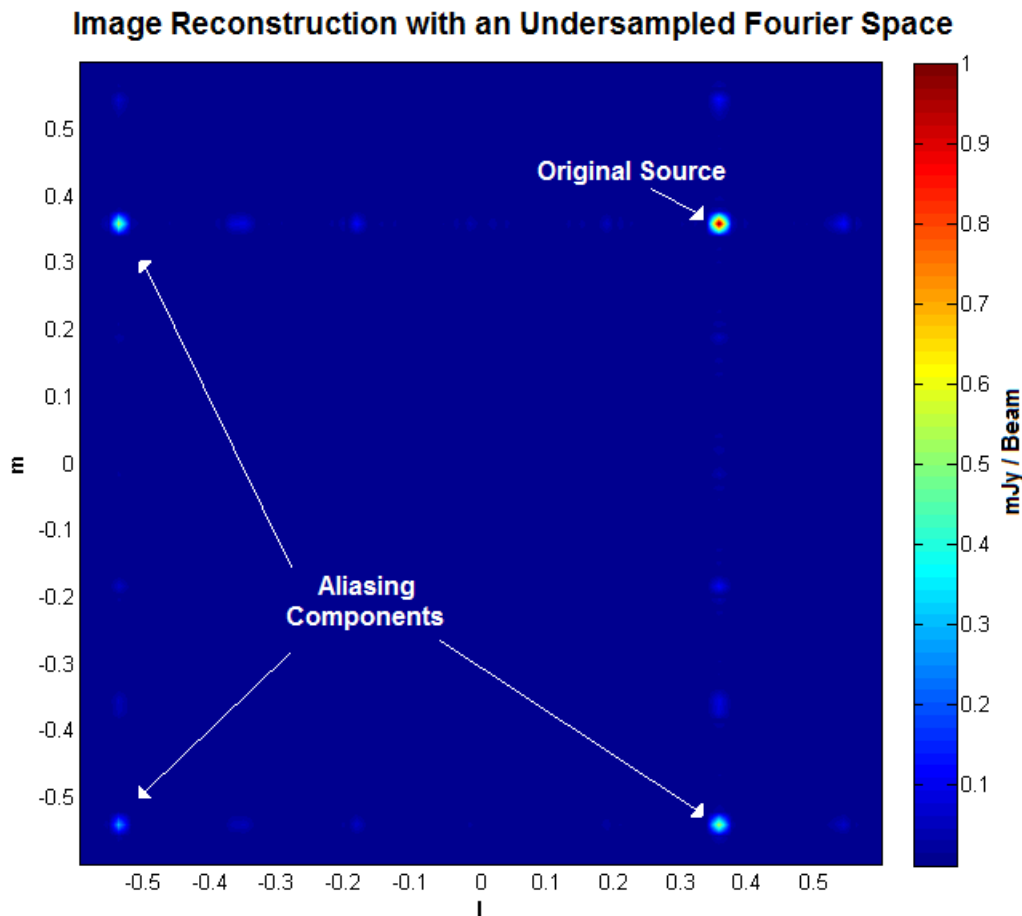 Image Reconstruction with an Undersampled Fourier Space
1
0.9
0.8
0.7
0.6
0.5
0.4
0.3
0.2
0.1
mJy / Beam
0.5
0.4
0.3
0.2
0.1
0
-0.1
-0.2
-0.3
-0.4
-0.5
m
Original Source
Aliasing
Components
-0.5 -0.4 -0.3 -0.2 -0.1 0 0.1 0.2 0.3 0.4 0.5
l